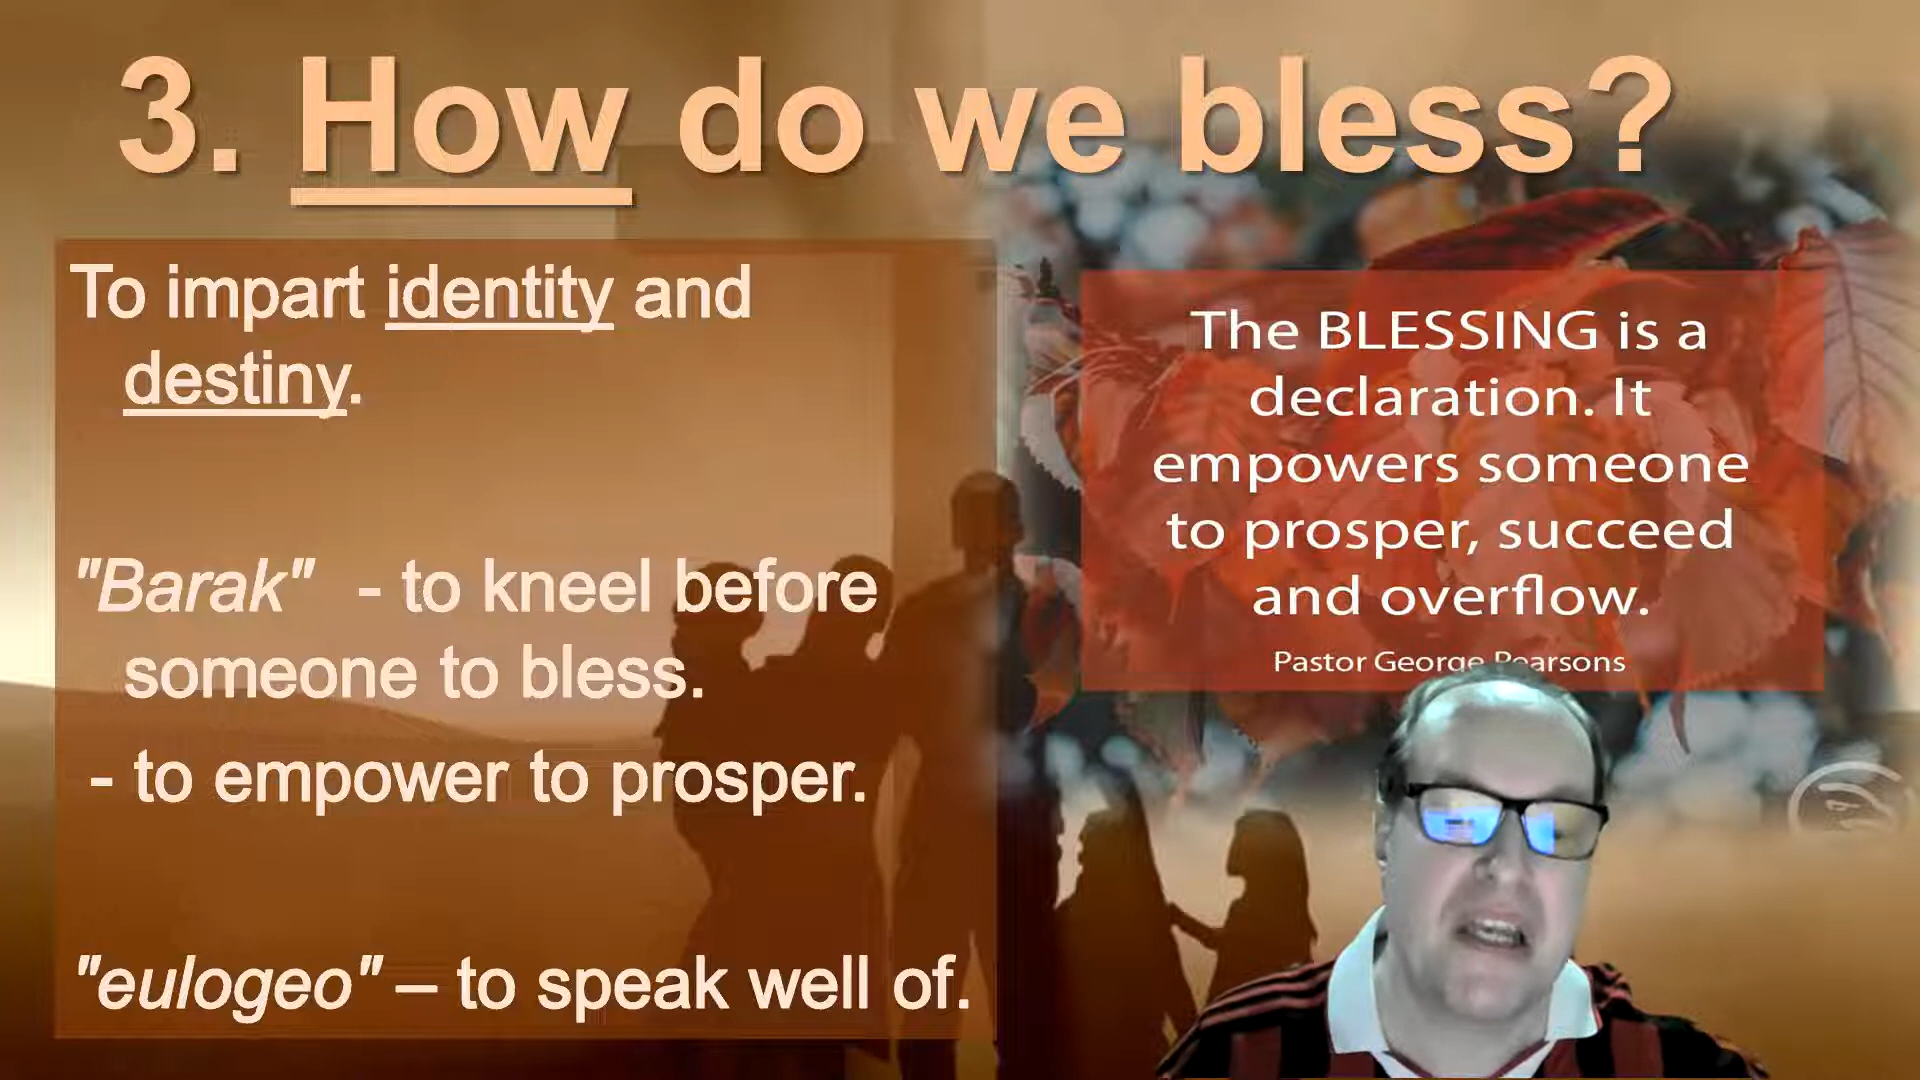 3. How do we bless?
To impart identity and
destiny.
"Barak" - to kneel before
someone to bless.
- to empower to prosper.
"eulogeo" – to speak well of.
The BLESSING is a
declaration. It
empowers someone
to prosper, succeed
and overflow.
Pastor George Pearsons